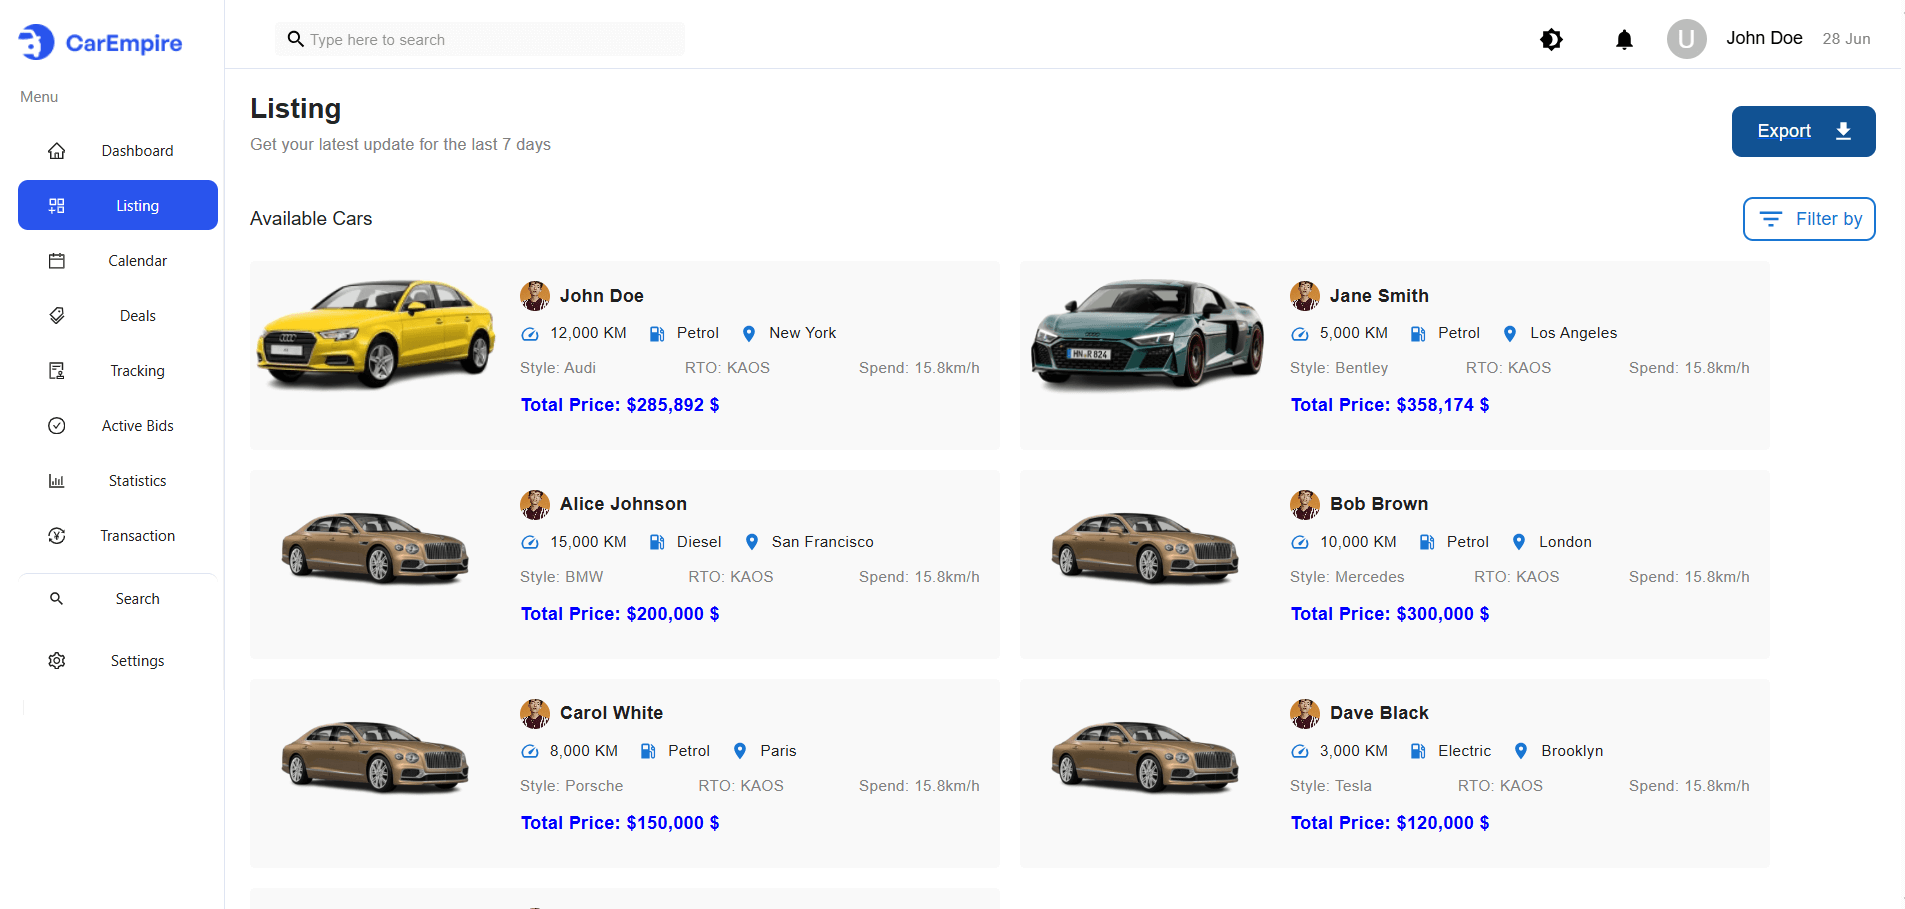 CarEmpire
Type here to search
U
John Doe
28 Jun
Menu
Dashboard
Listing
Calendar
Deals
Tracking
Active Bids
Statistics
Transaction
Search
Settings
Listing
Get your latest update for the last 7 days
Export
Available Cars
Filter by
John Doe
12,000 KM Petrol New York
Style: Audi RTO: KAOS Spend: 15.8km/h
Total Price: $285,892 $
HN R 824
Jane Smith
5,000 KM Petrol Los Angeles
Style: Bentley RTO: KAOS Spend: 15.8km/h
Total Price: $358,174 $
Alice Johnson
15,000 KM Diesel San Francisco
Style: BMW RTO: KAOS Spend: 15.8km/h
Total Price: $200,000 $
Bob Brown
10,000 KM Petrol London
Style: Mercedes RTO: KAOS Spend: 15.8km/h
Total Price: $300,000 $
Carol White
8,000 KM Petrol Paris
Style: Porsche RTO: KAOS Spend: 15.8km/h
Total Price: $150,000 $
Dave Black
3,000 KM Electric Brooklyn
Style: Tesla RTO: KAOS Spend: 15.8km/h
Total Price: $120,000 $